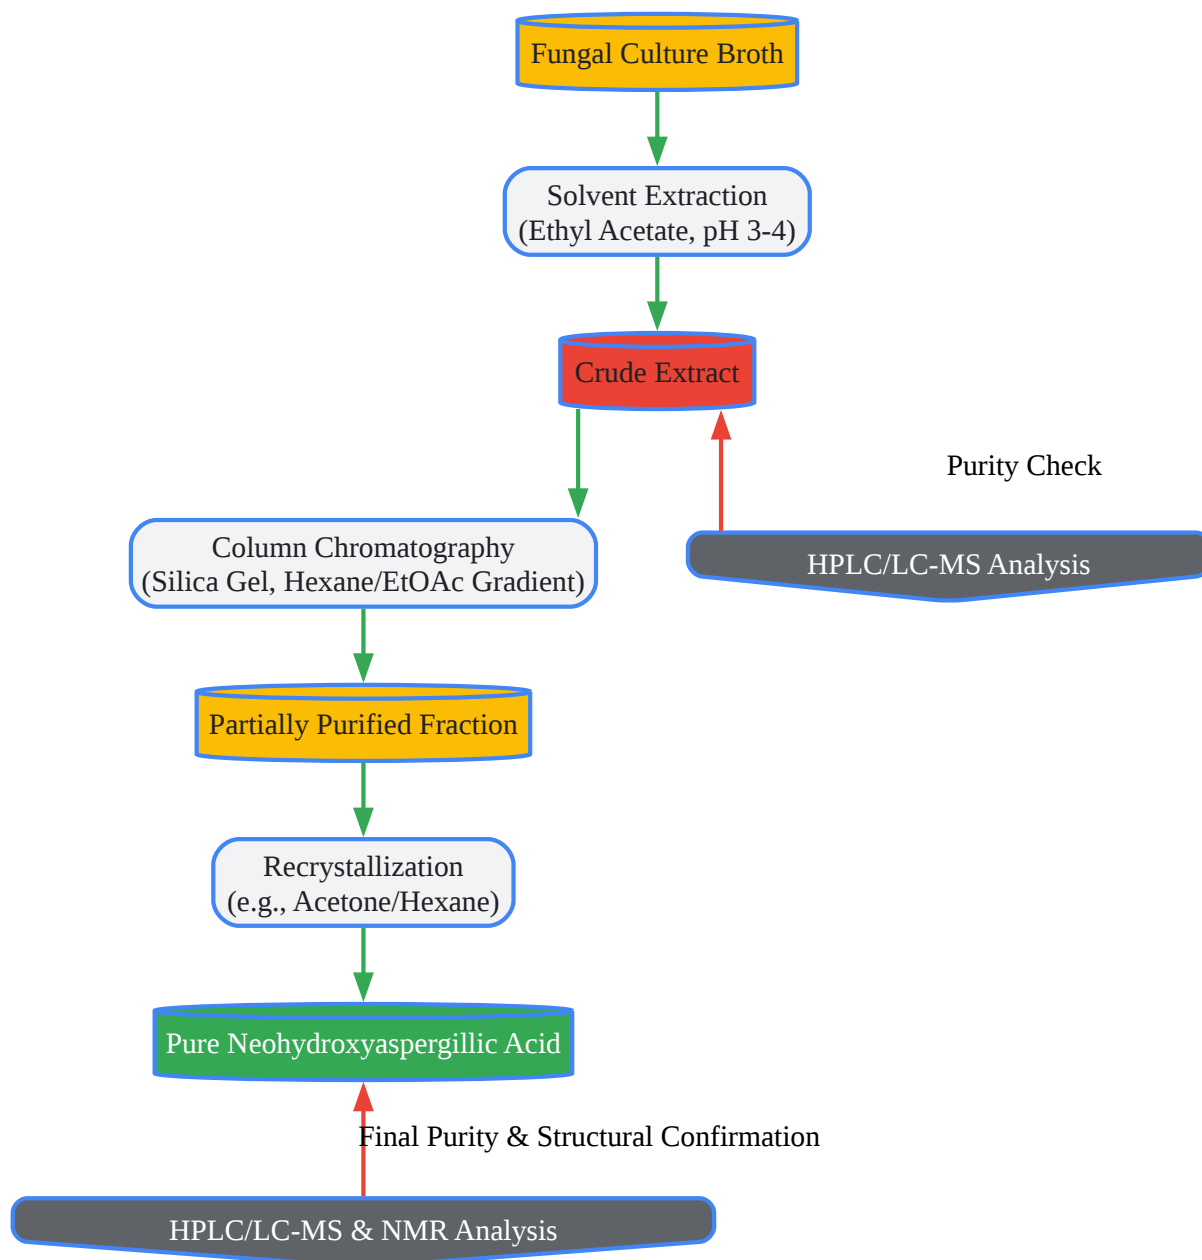 Fungal Culture Broth
Solvent Extraction
(Ethyl Acetate, pH 3-4)
Crude Extract
Purity Check
Column Chromatography
(Silica Gel, Hexane/EtOAc Gradient)
HPLC/LC-MS Analysis
Partially Purified Fraction
Recrystallization
(e.g., Acetone/Hexane)
Pure Neohydroxyaspergillic Acid
Final Purity & Structural Confirmation
HPLC/LC-MS & NMR Analysis